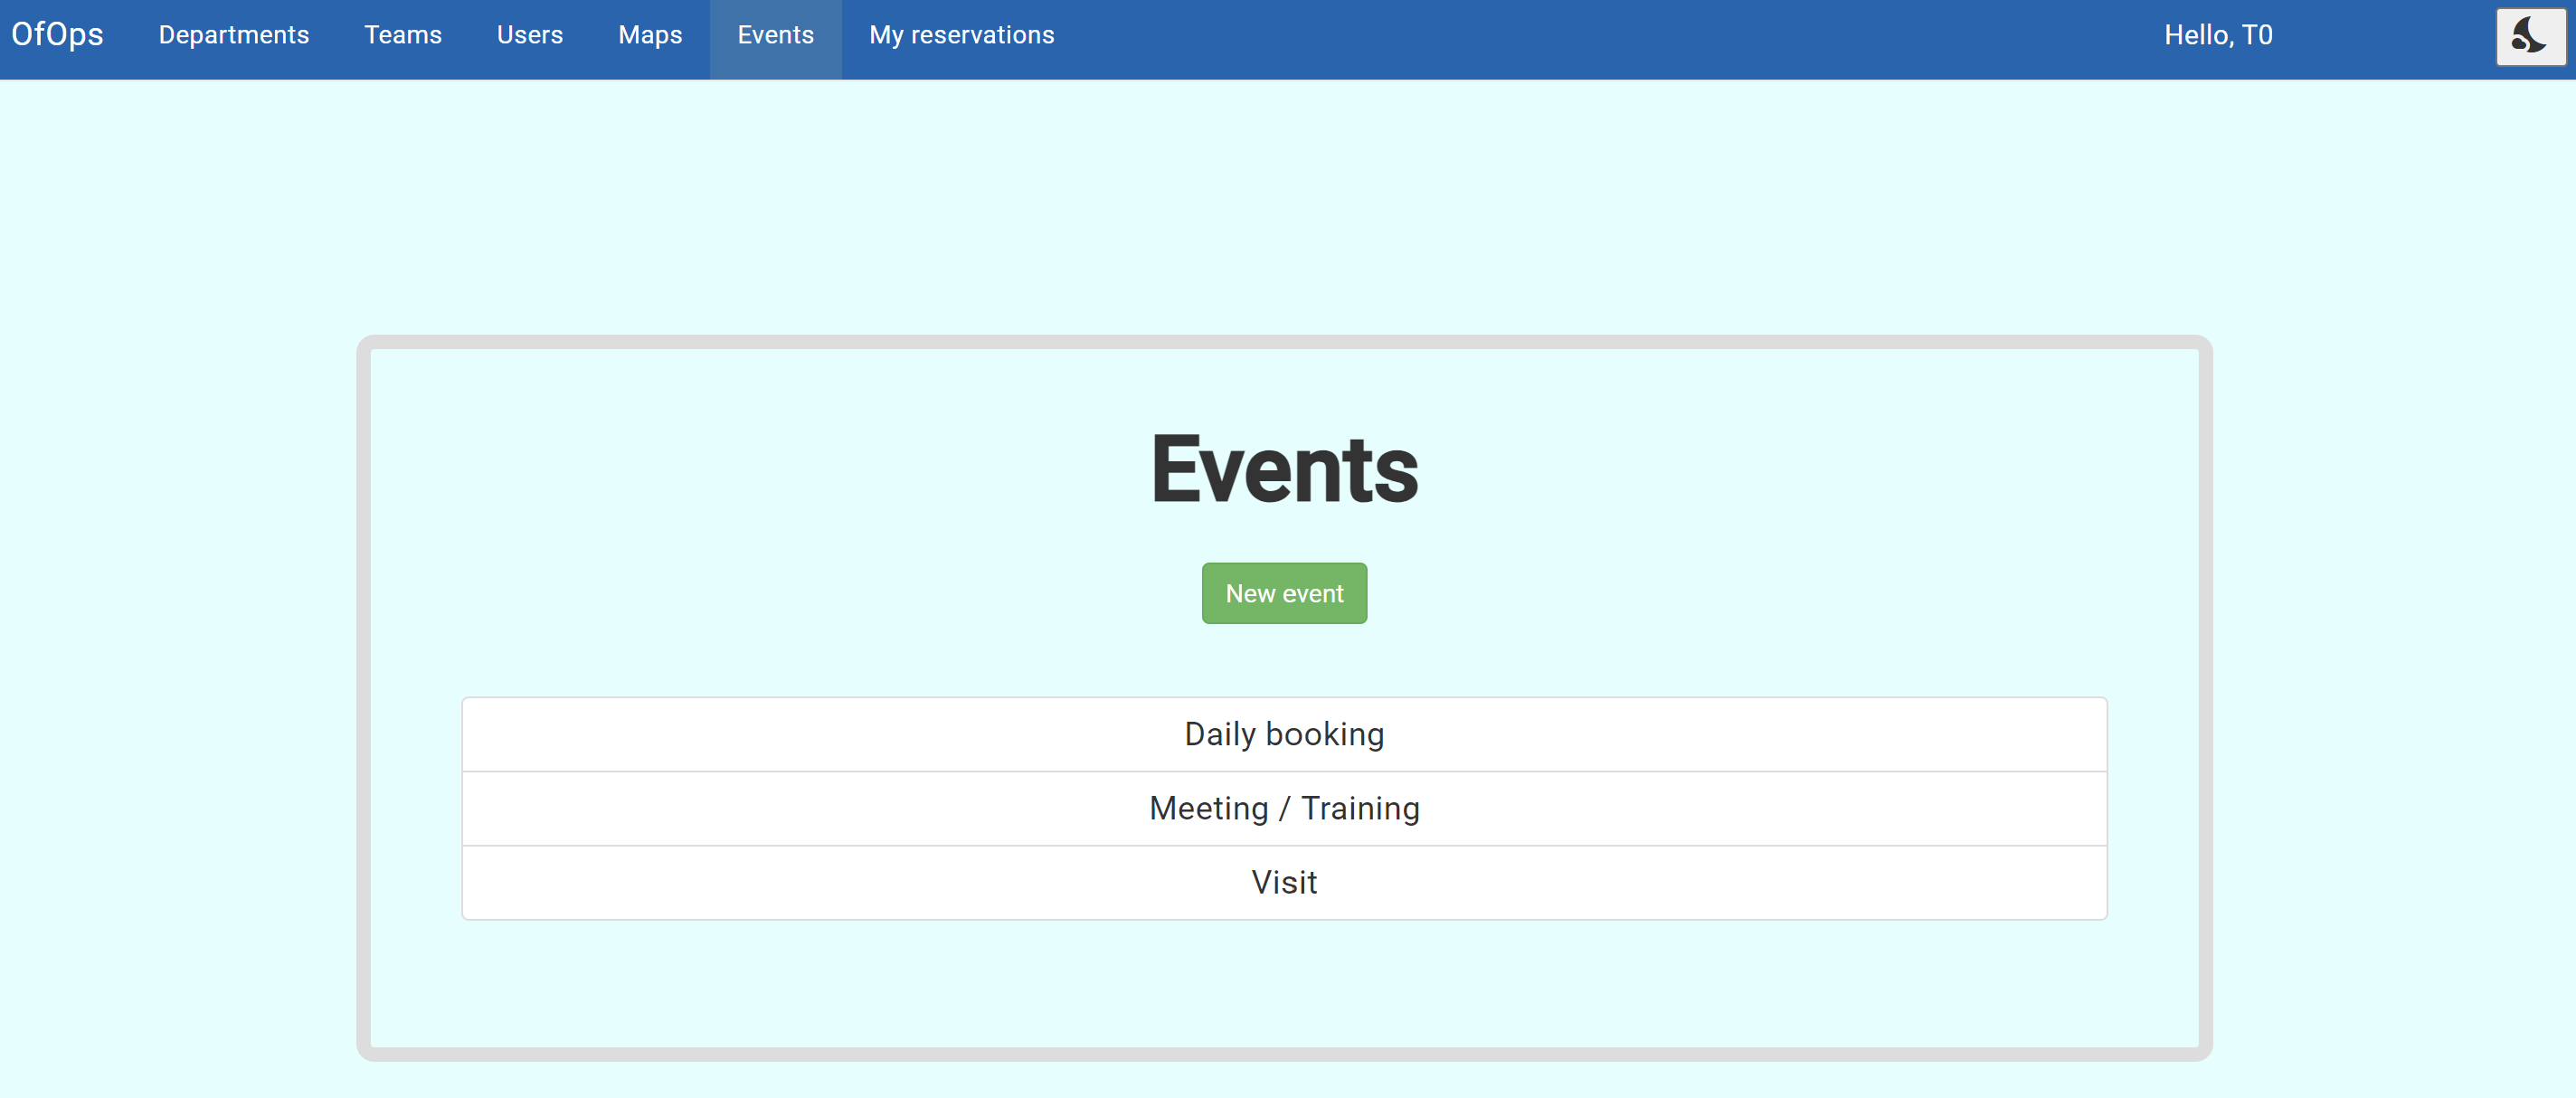 OfOps Departments Teams Users Maps Events My reservations Hello, T0
Events
New event
Daily booking
Meeting / Training
Visit